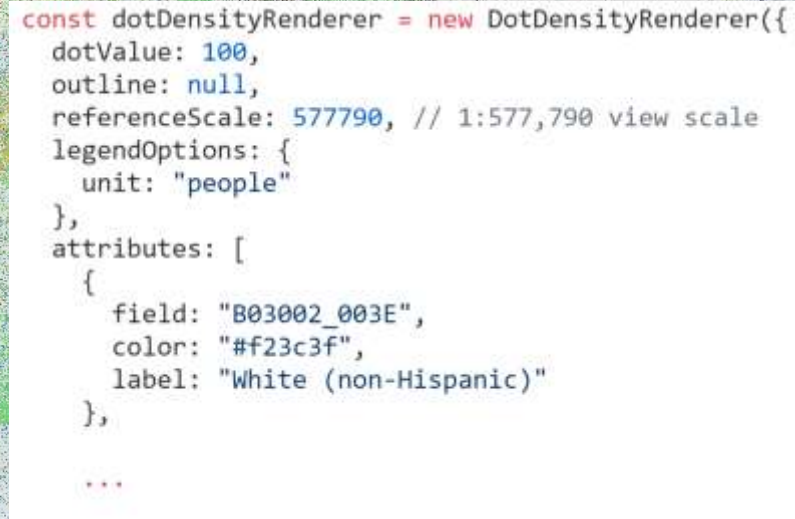 const dotDensityRenderer = new DotDensityRenderer({
dotValue: 100,
outline: null,
referenceScale: 577790, // 1:577,790 view scale
legendOptions: {
unit: "people"
},
attributes: [
{
field: "B03002_003E",
color: "#f23c3f",
label: "White (non-Hispanic)"
},
...